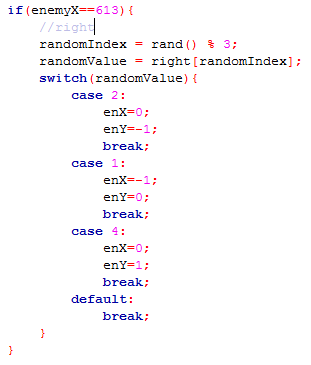 if(enemyX==613){
//right
randomIndex = rand() % 3;
randomValue = right[randomIndex];
switch(randomValue){
case 2:
enX=0;
enY=-1;
break;
case 1:
enX=-1;
enY=0;
break;
case 4:
enX=0;
enY=1;
break;
default:
break;
}
}